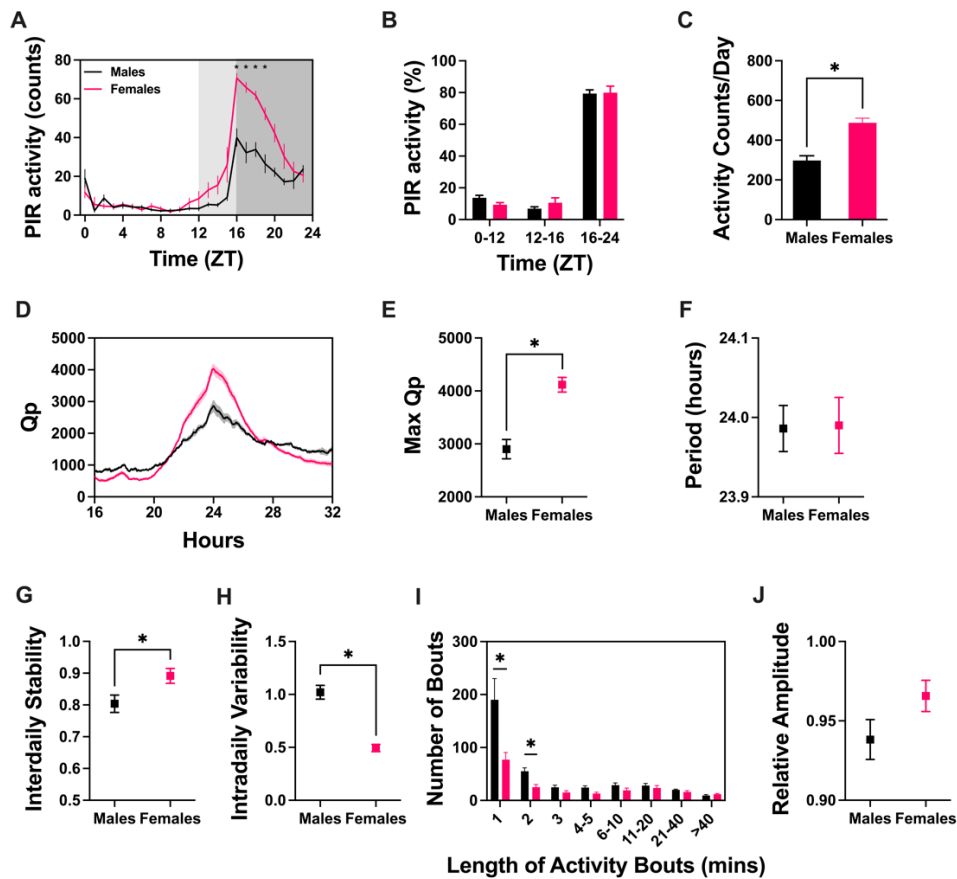 A
PIR activity (counts)
80
60
40
20
0
Males
Females
* * * *
0 4 8 12 16 20 24
Time (ZT)
B
PIR activity (%)
100
80
60
40
20
0
0-12 12-16 16-24
Time (ZT)
C
Activity Counts/Day
800
600
400
200
0
*
Males Females
D
Qp
5000
4000
3000
2000
1000
0
16 20 24 28 32
Hours
E
Max Qp
5000
4000
3000
2000
*
Males Females
F
Period (hours)
24.1
24.0
23.9
Males Females
G
Interdaily Stability
1.0
0.9
0.8
0.7
0.6
0.5
*
Males Females
H
Intradaily Variability
1.5
1.0
0.5
0.0
*
Males Females
I
Number of Bouts
300
200
100
0
*
*
1 2 3 4-5 6-10 11-20 21-40 >40
Length of Activity Bouts (mins)
J
Relative Amplitude
1.00
0.95
0.90
Males Females